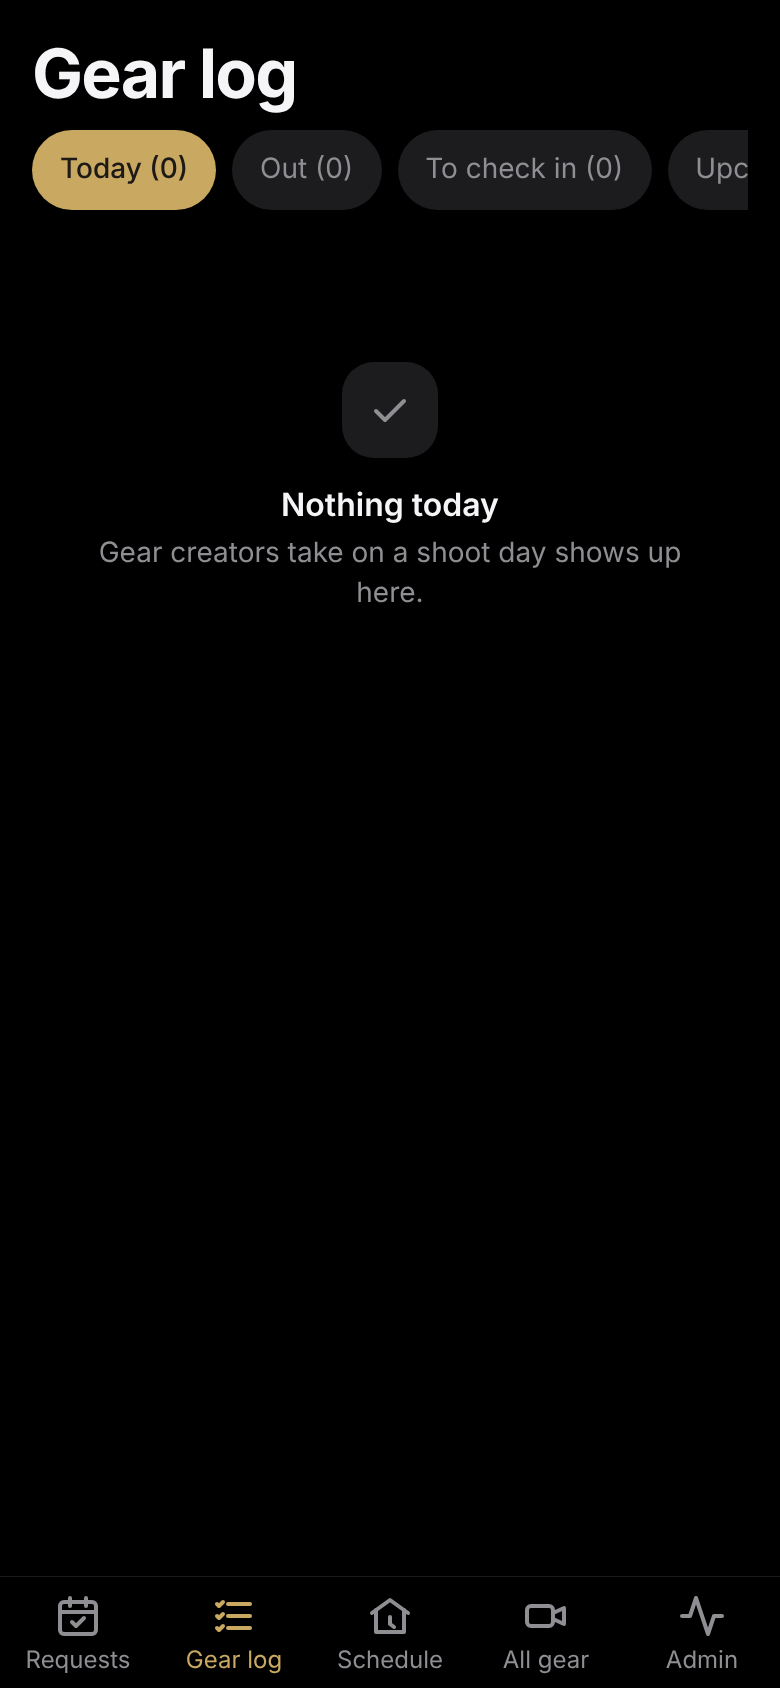 Gear log
Today (0)
Out (0)
To check in (0)
Upc
Nothing today
Gear creators take on a shoot day shows up
here.
Requests
Gear log
Schedule
All gear
Admin